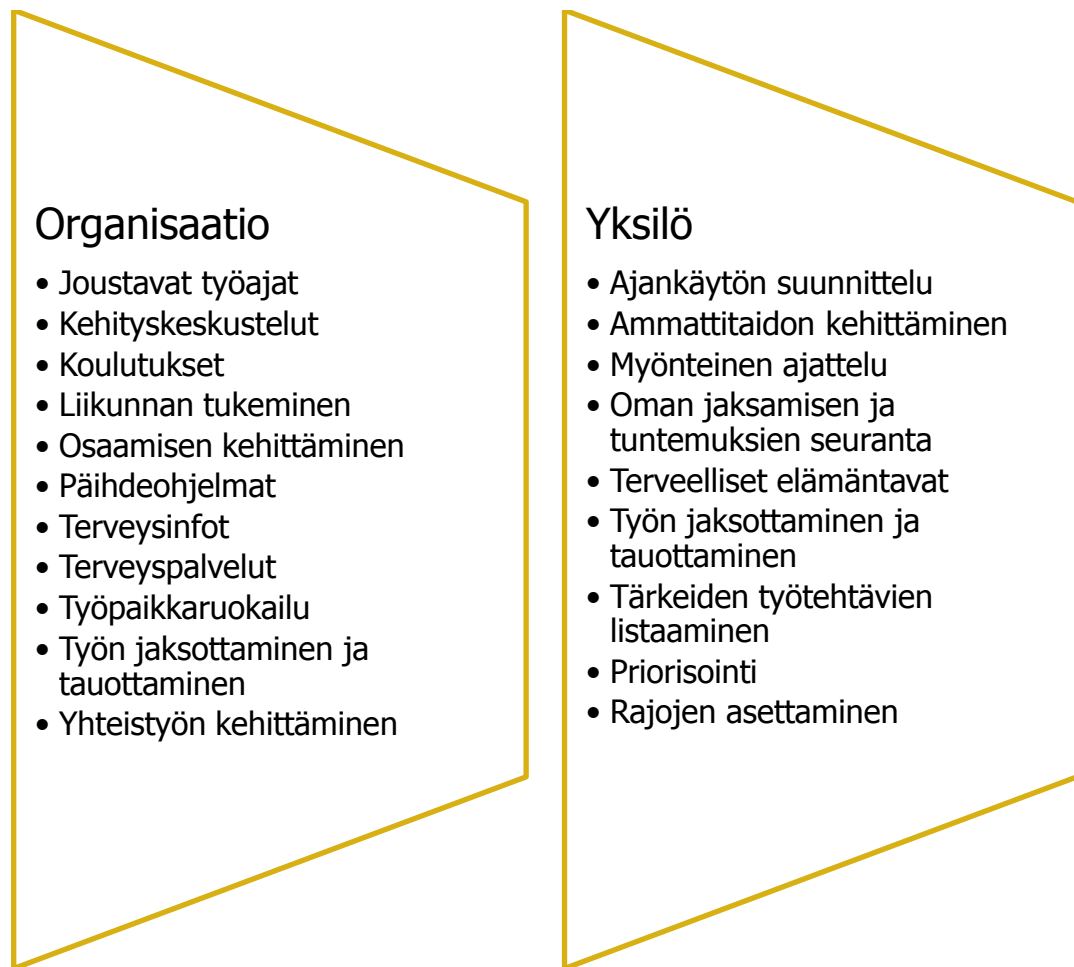 Organisaatio
• Joustavat työajat
• Kehityskeskustelut
• Koulutukset
• Liikunnan tukeminen
• Osaamisen kehittäminen
• Päihdeohjelmat
• Terveysinfot
• Terveyspalvelut
• Työpaikkaruokailu
• Työn jaksottaminen ja
tauottaminen
• Yhteistyön kehittäminen
Yksilö
• Ajankäytön suunnittelu
• Ammattitaidon kehittäminen
• Myönteinen ajattelu
• Oman jaksamisen ja
tuntemuksien seuranta
• Terveelliset elämäntavat
• Työn jaksottaminen ja
tauottaminen
• Tärkeiden työtehtävien
listaaminen
• Priorisointi
• Rajojen asettaminen